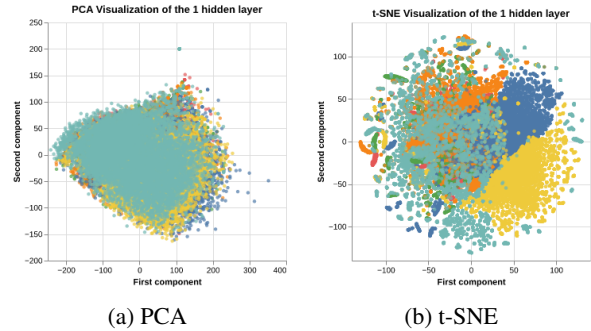 PCA Visualization of the 1 hidden layer
250
200
150
100
50
0
−50
−100
−150
−200
−200 −100 0 100 200 300 400
Second component
First component
(a) PCA
t-SNE Visualization of the 1 hidden layer
100
50
0
−50
−100
−100 −50 0 50 100
Second component
First component
(b) t-SNE